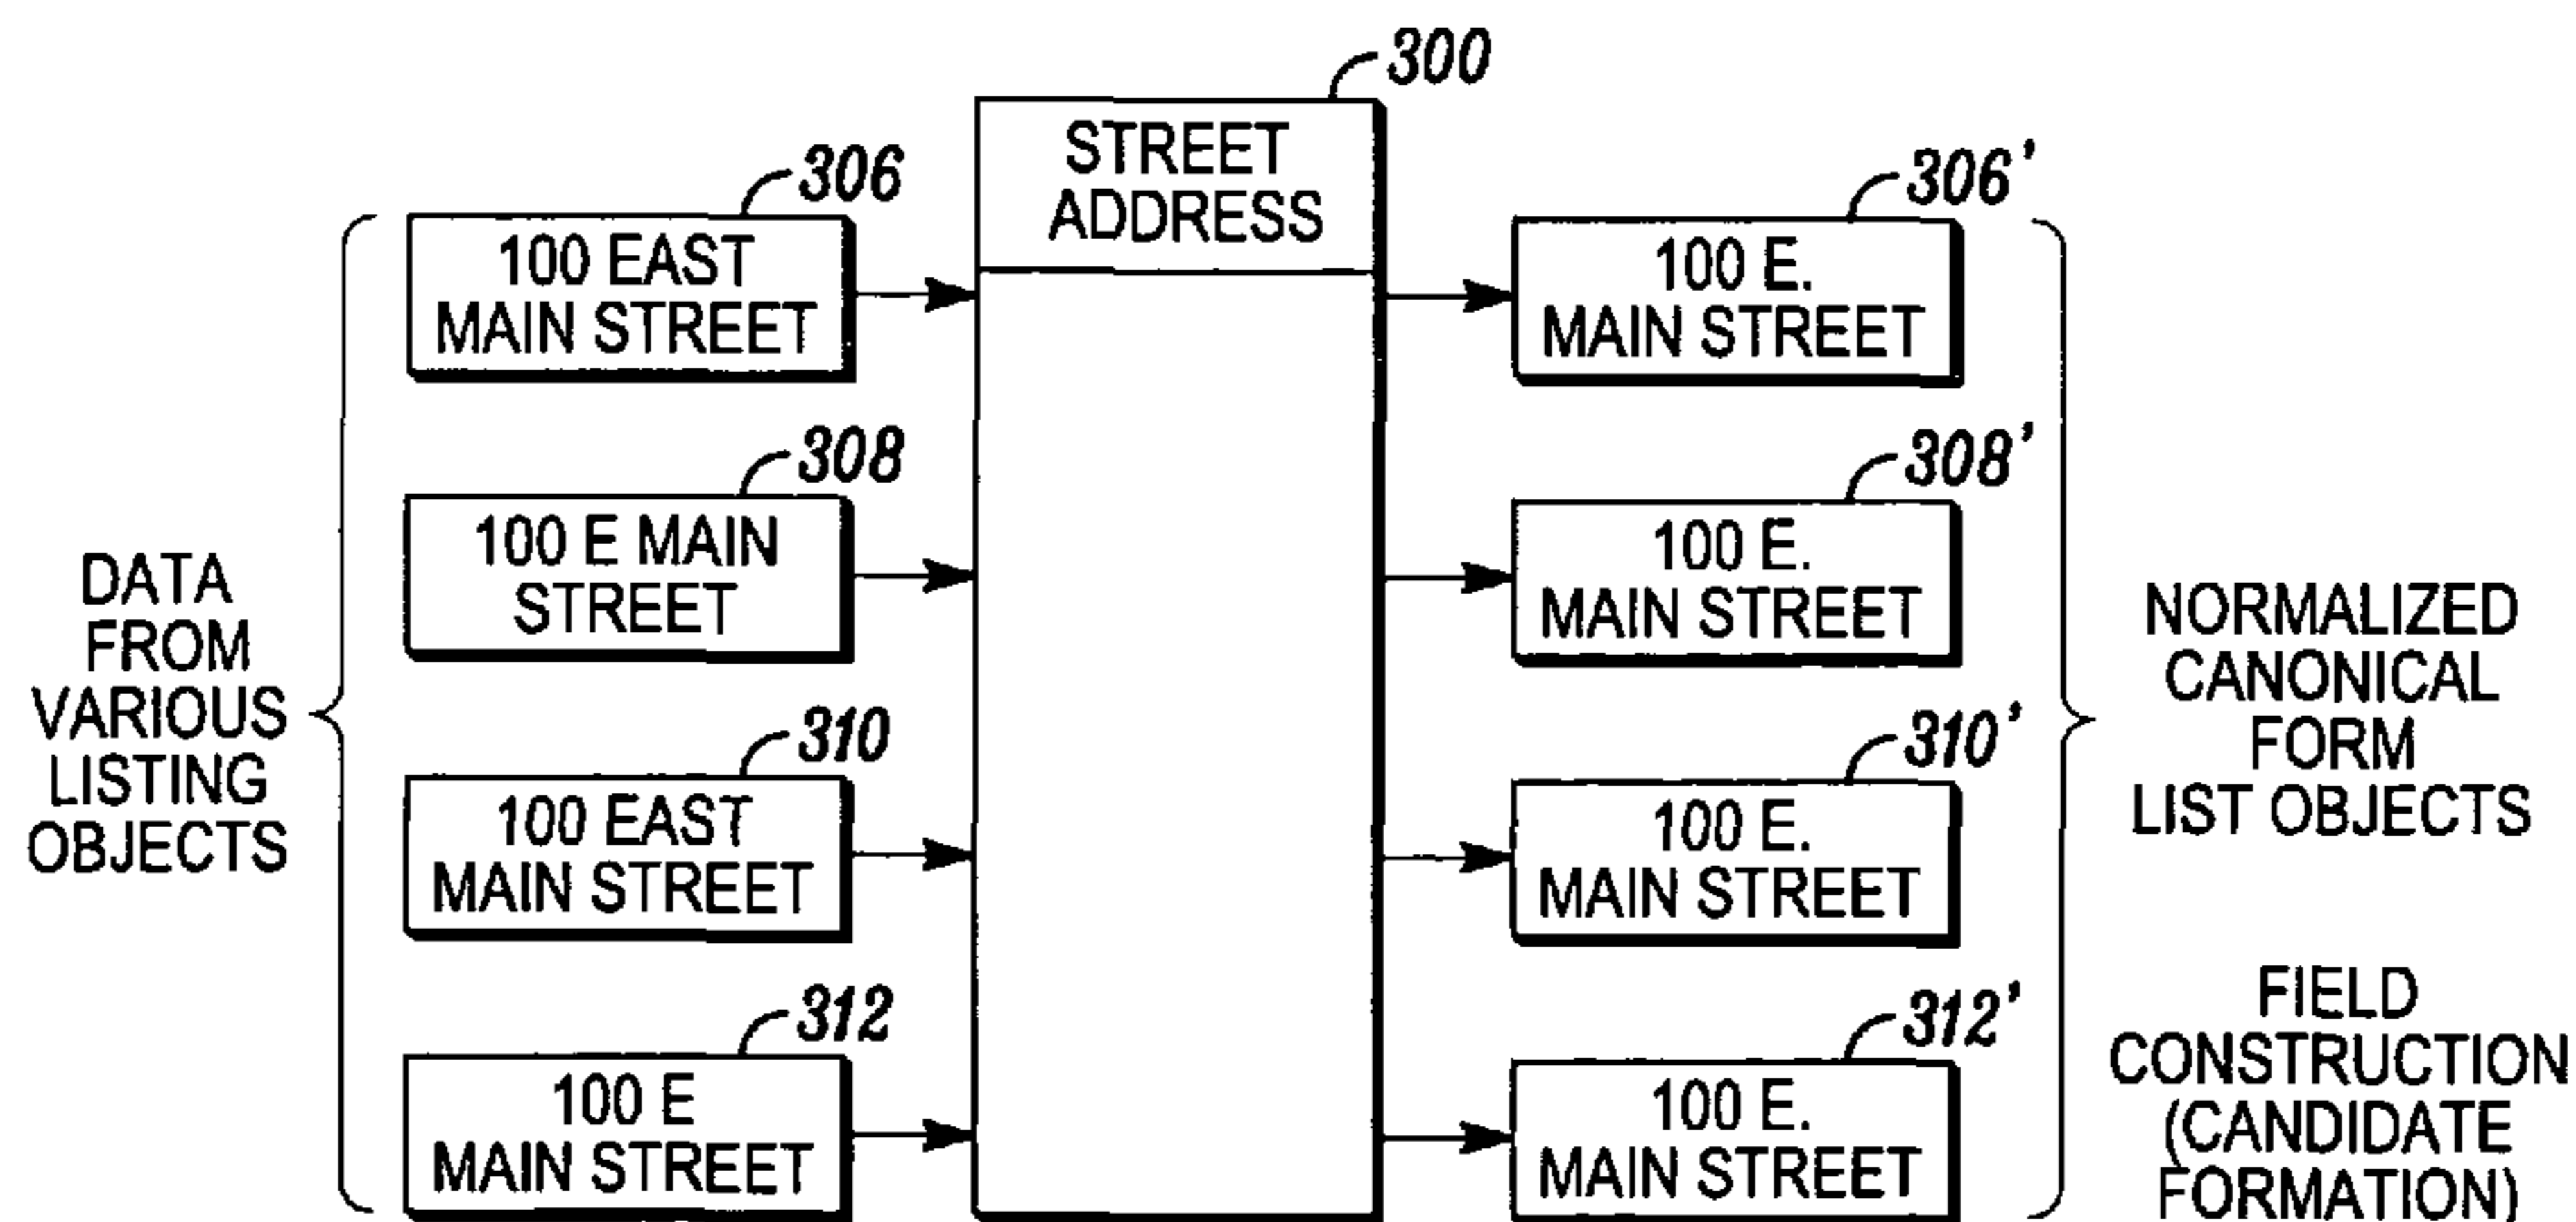 300
STREET
ADDRESS
306
100 EAST
MAIN STREET
306'
100 E.
MAIN STREET
308
100 E MAIN
STREET
308'
100 E.
MAIN STREET
DATA
FROM
VARIOUS
LISTING
OBJECTS
310
100 EAST
MAIN STREET
310'
100 E.
MAIN STREET
312
100 E
MAIN STREET
312'
100 E.
MAIN STREET
NORMALIZED
CANONICAL
FORM
LIST OBJECTS
FIELD
CONSTRUCTION
(CANDIDATE
FORMATION)